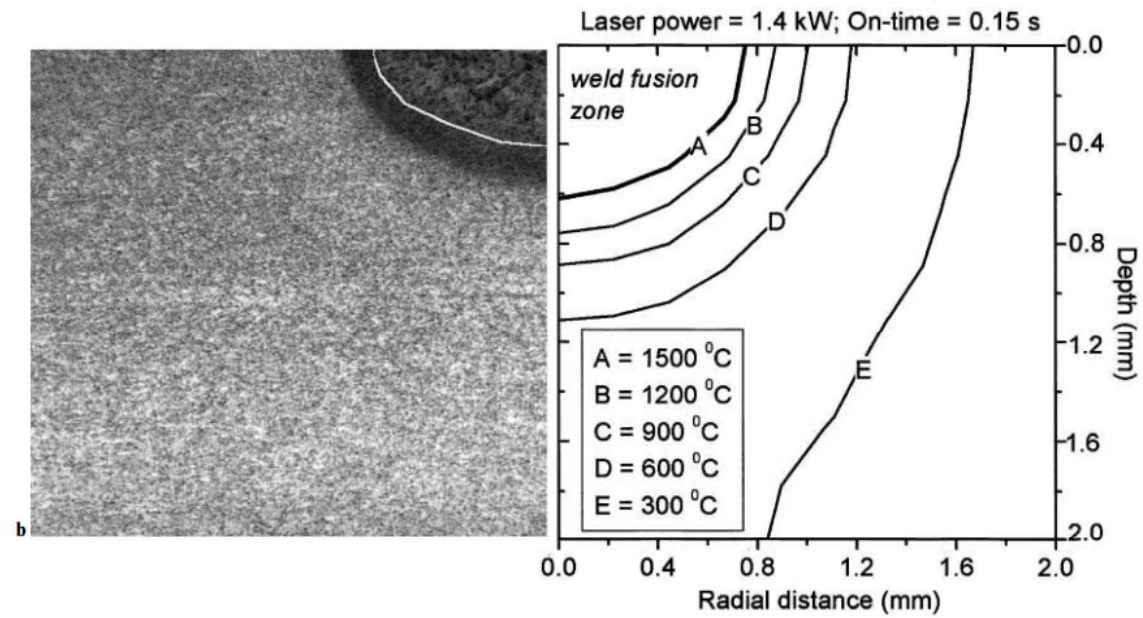 Laser power = 1.4 kW; On-time = 0.15 s
weld fusion
zone
A
B
C
D
E
A = 1500 ⁰C
B = 1200 ⁰C
C = 900 ⁰C
D = 600 ⁰C
E = 300 ⁰C
0.0
0.4
0.8
1.2
1.6
2.0
Depth (mm)
0.0 0.4 0.8 1.2 1.6 2.0
Radial distance (mm)
b